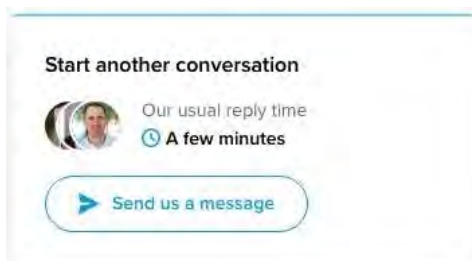 Start another conversation
Our usual reply time
A few minutes
Send us a message